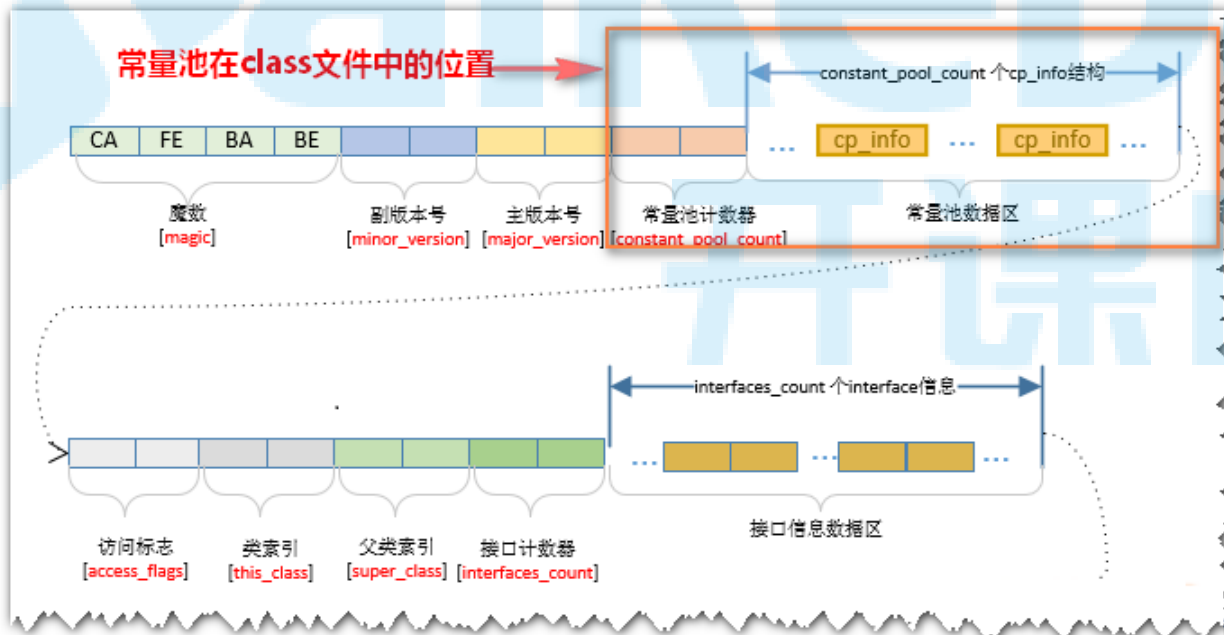 常量池在class文件中的位置
constant_pool_count 个cp_info结构
CA FE BA BE
... cp_info ... cp_info ...
魔数 副版本号 主版本号 常量池计数器 常量池数据区
[magic] [minor_version] [major_version] [constant_pool_count]
interfaces_count 个interface信息
... ... ...
访问标志 类索引 父类索引 接口计数器 接口信息数据区
[access_flags] [this_class] [super_class] [interfaces_count]
开课